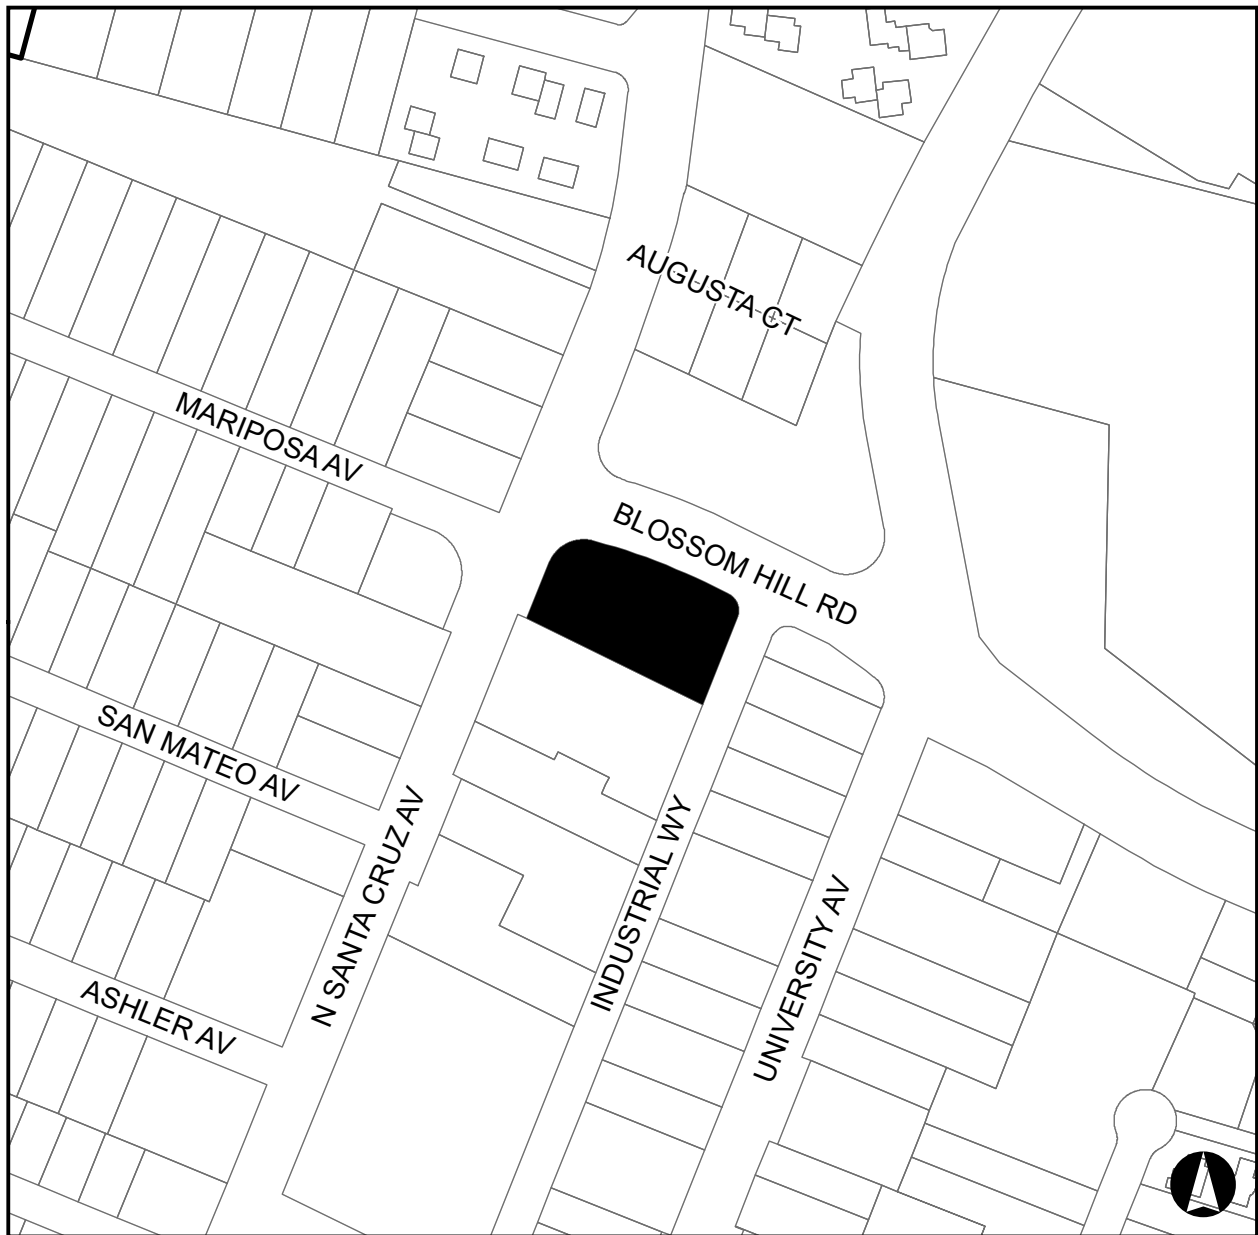 AUGUSTA CT
MARIPOSA AV
BLOSSOM HILL RD
SAN MATEO AV
N SANTA CRUZ AV
INDUSTRIAL WY
UNIVERSITY AV
ASHLER AV